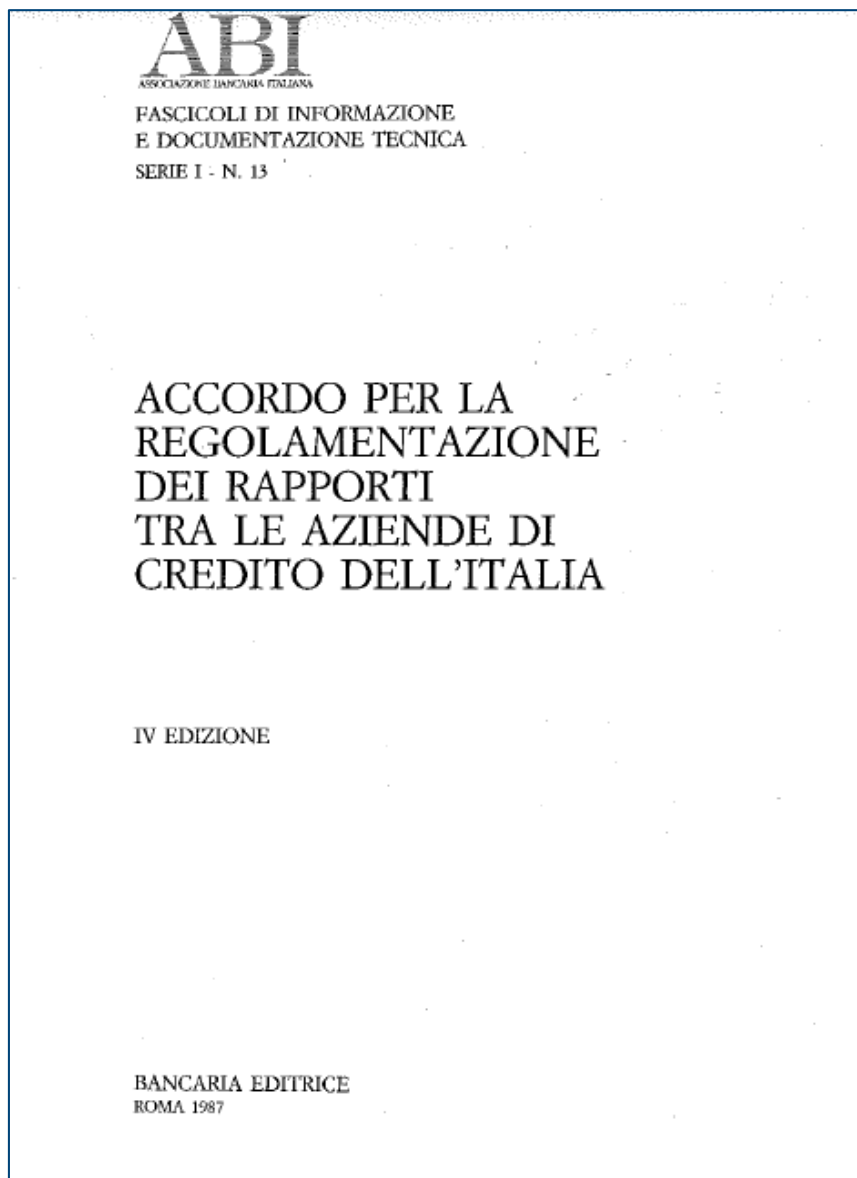 ABI
ASSOCIAZIONE BANCARIA ITALIANA
FASCICOLI DI INFORMAZIONE
E DOCUMENTAZIONE TECNICA
SERIE I - N. 13
ACCORDO PER LA
REGOLAMENTAZIONE
DEI RAPPORTI
TRA LE AZIENDE DI
CREDITO DELL'ITALIA
IV EDIZIONE
BANCARIA EDITRICE
ROMA 1987